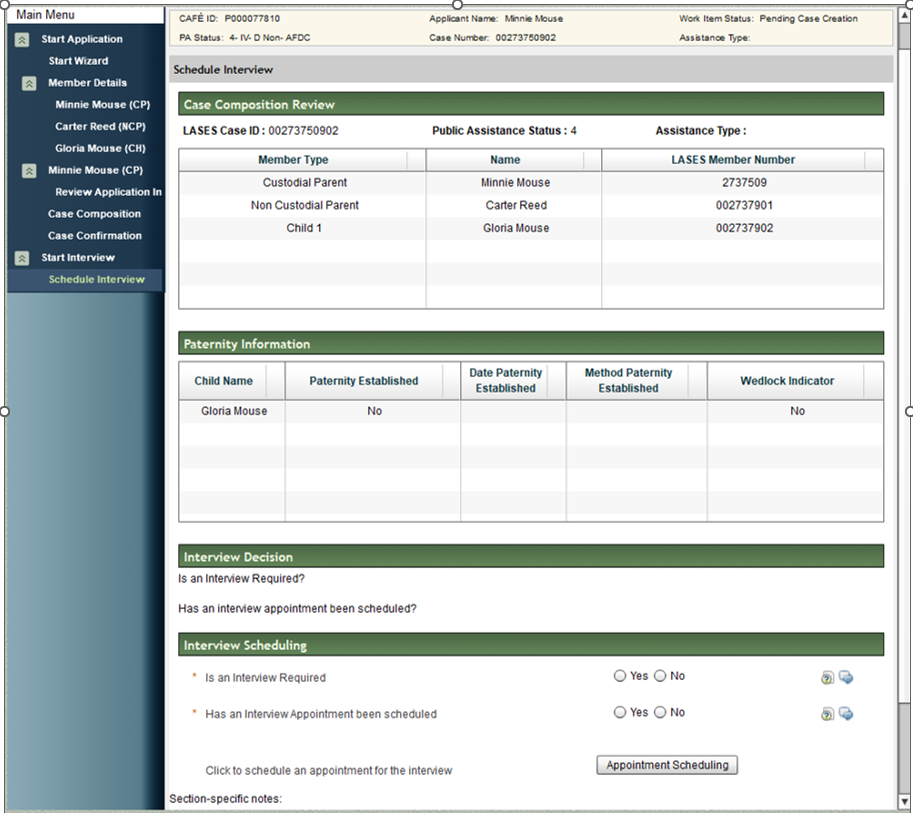 Main Menu
Start Application
Start Wizard
Member Details
Minnie Mouse (CP)
Carter Reed (NCP)
Gloria Mouse (CH)
Minnie Mouse (CP)
Review Application In
Case Composition
Case Confirmation
Start Interview
Schedule Interview
CAFÉ ID: P000077810 Applicant Name: Minnie Mouse Work Item Status: Pending Case Creation
PA Status: 4- IV- D Non- AFDC Case Number: 00273750902 Assistance Type:
Schedule Interview
Case Composition Review
LASES Case ID : 00273750902 Public Assistance Status : 4 Assistance Type :
Member Type Name LASES Member Number
Custodial Parent Minnie Mouse 2737509
Non Custodial Parent Carter Reed 002737901
Child 1 Gloria Mouse 002737902
Paternity Information
Child Name Paternity Established Date Paternity Established Method Paternity Established Wedlock Indicator
Gloria Mouse No No
Interview Decision
Is an Interview Required?
Has an interview appointment been scheduled?
Interview Scheduling
* Is an Interview Required Yes No
* Has an Interview Appointment been scheduled Yes No
Click to schedule an appointment for the interview Appointment Scheduling
Section-specific notes: